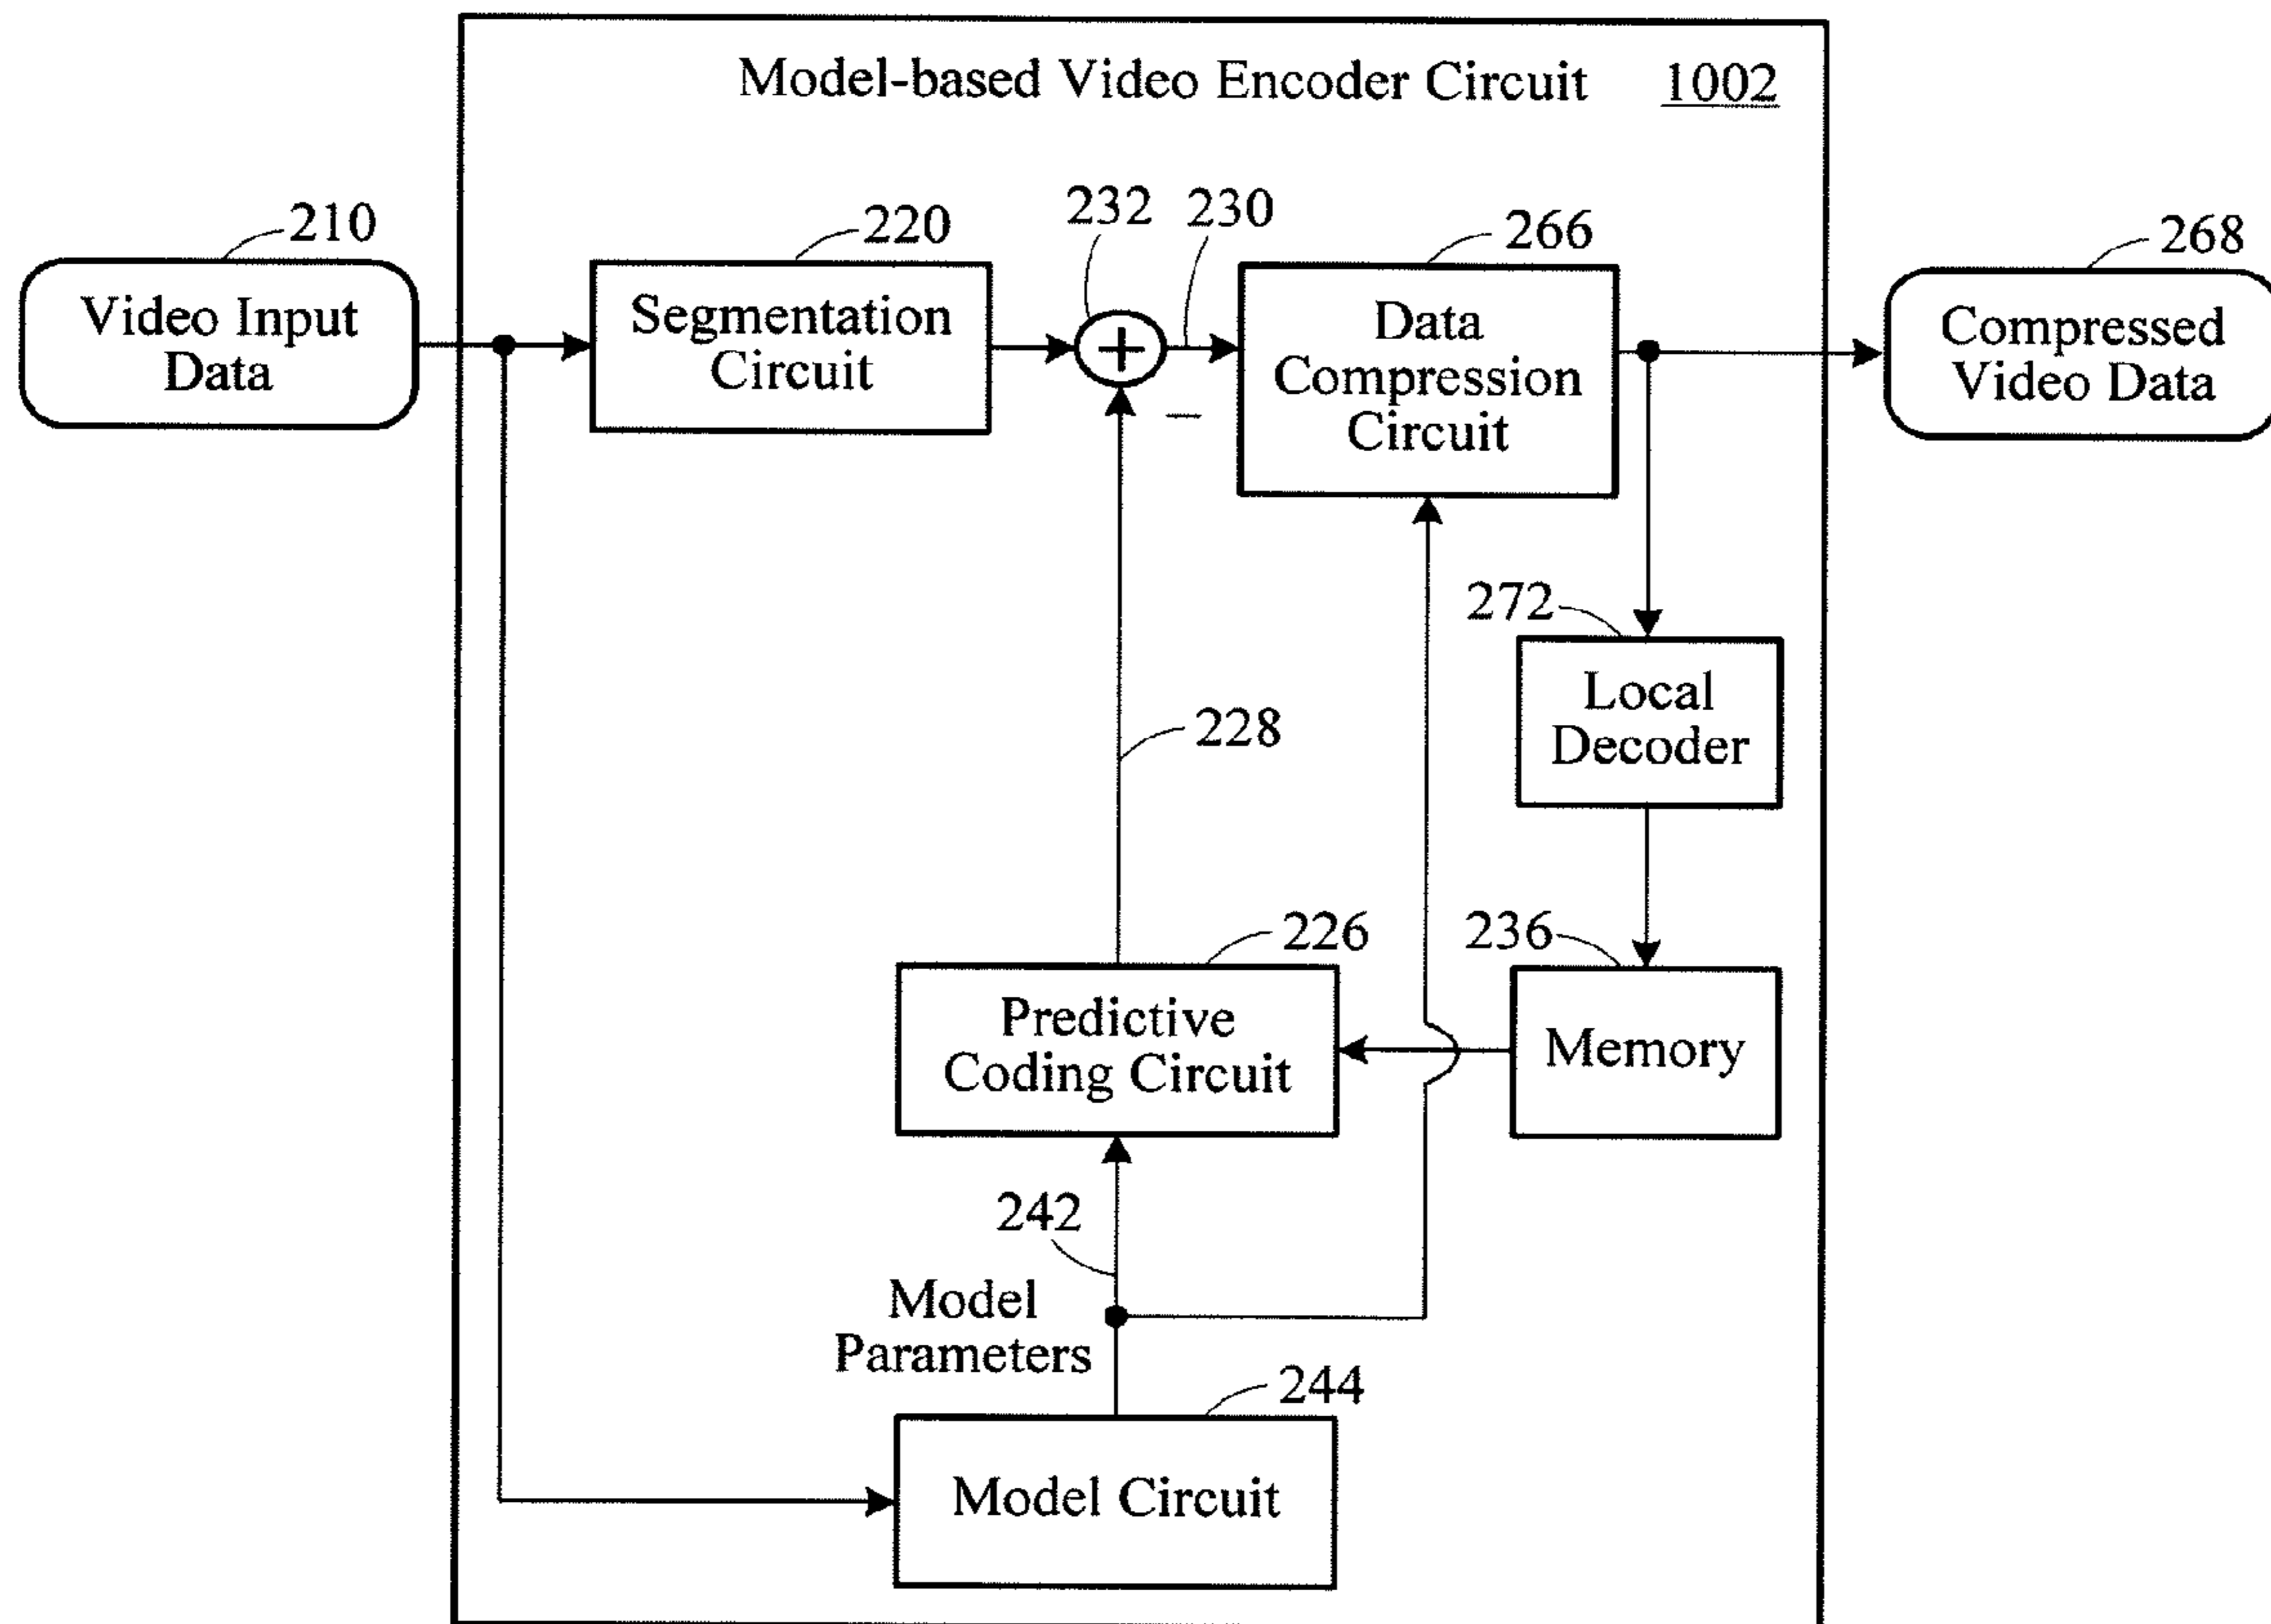 Model-based Video Encoder Circuit 1002
210
Video Input
Data
220
Segmentation
Circuit
232
+
230
−
266
Data
Compression
Circuit
268
Compressed
Video Data
272
Local
Decoder
228
226
Predictive
Coding Circuit
236
Memory
242
Model
Parameters
244
Model Circuit